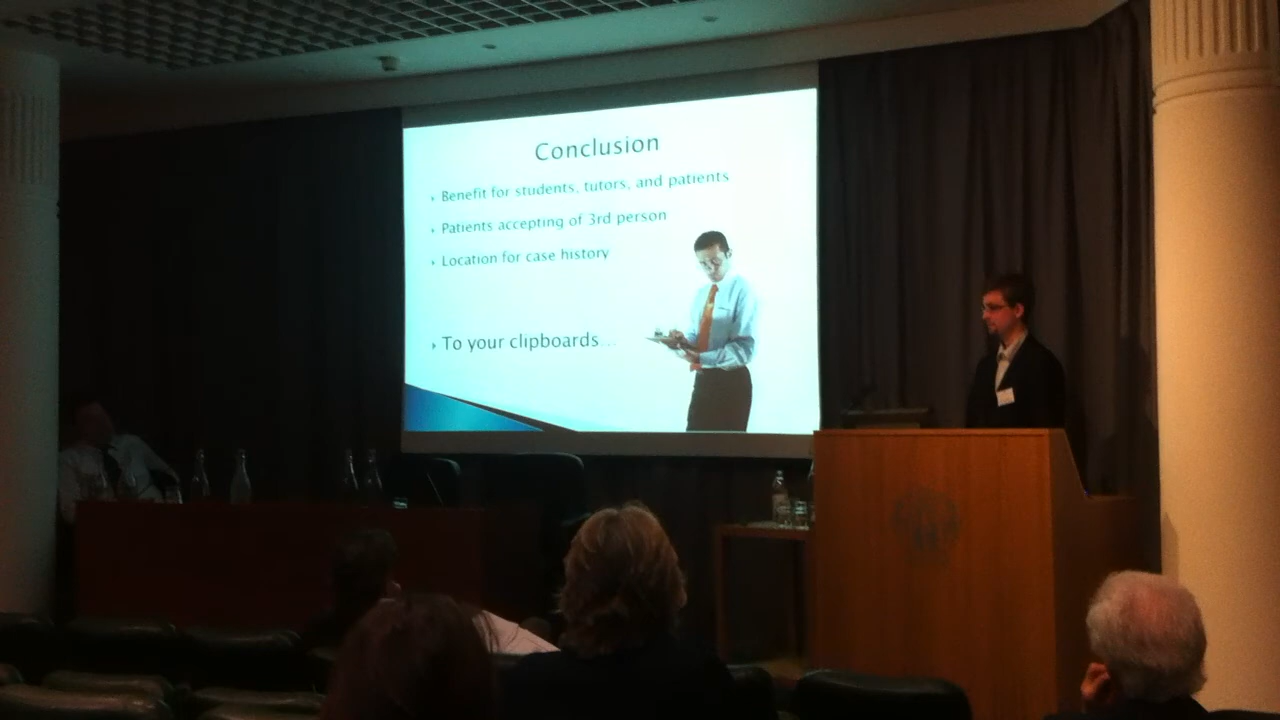 Conclusion
Benefit for students, tutors, and patients
Patients accepting of 3rd person
Location for case history
To your clipboards...